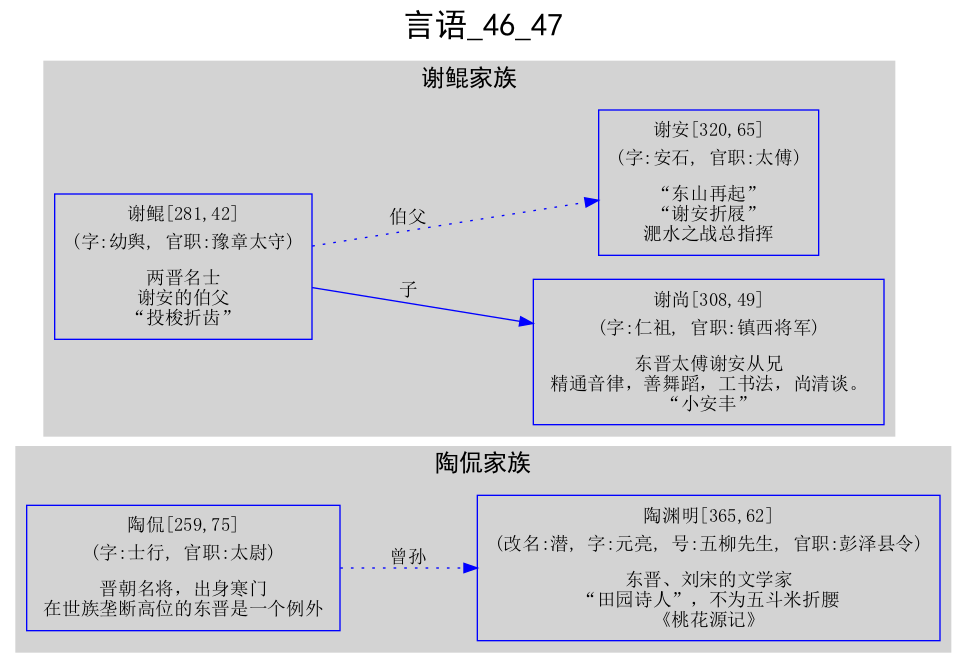 言语_46_47
谢鲲家族
谢鲲[281,42]
(字:幼舆, 官职:豫章太守)
两晋名士
谢安的伯父
“投梭折齿”
伯父
子
谢安[320,65]
(字:安石, 官职:太傅)
“东山再起”
“谢安折屐”
淝水之战总指挥
谢尚[308,49]
(字:仁祖, 官职:镇西将军)
东晋太傅谢安从兄
精通音律，善舞蹈，工书法，尚清谈。
“小安丰”
陶侃家族
陶侃[259,75]
(字:士行, 官职:太尉)
晋朝名将，出身寒门
在世族垄断高位的东晋是一个例外
曾孙
陶渊明[365,62]
(改名:潜, 字:元亮, 号:五柳先生, 官职:彭泽县令)
东晋、刘宋的文学家
“田园诗人”，不为五斗米折腰
《桃花源记》